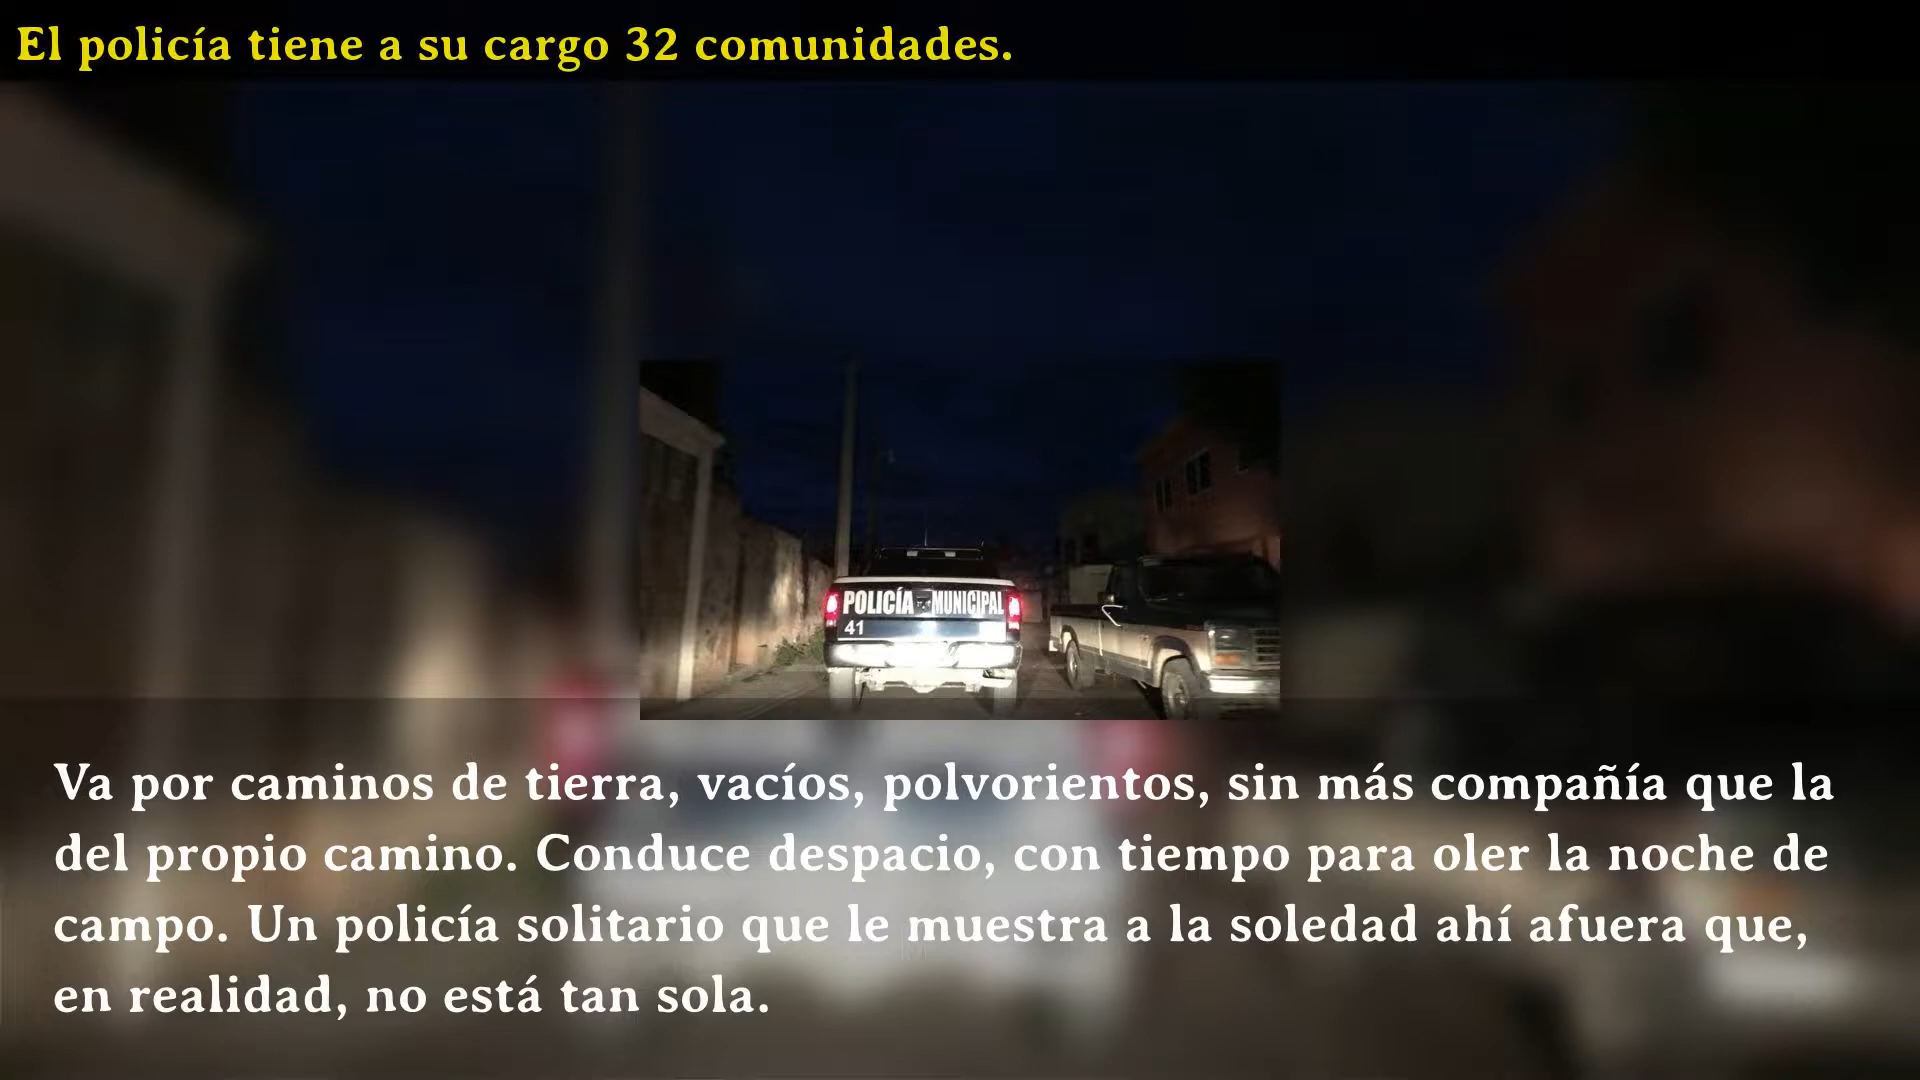 El policía tiene a su cargo 32 comunidades.
POLICÍA MUNICIPAL
41
Va por caminos de tierra, vacíos, polvorientos, sin más compañía que la
del propio camino. Conduce despacio, con tiempo para oler la noche de
campo. Un policía solitario que le muestra a la soledad ahí afuera que,
en realidad, no está tan sola.